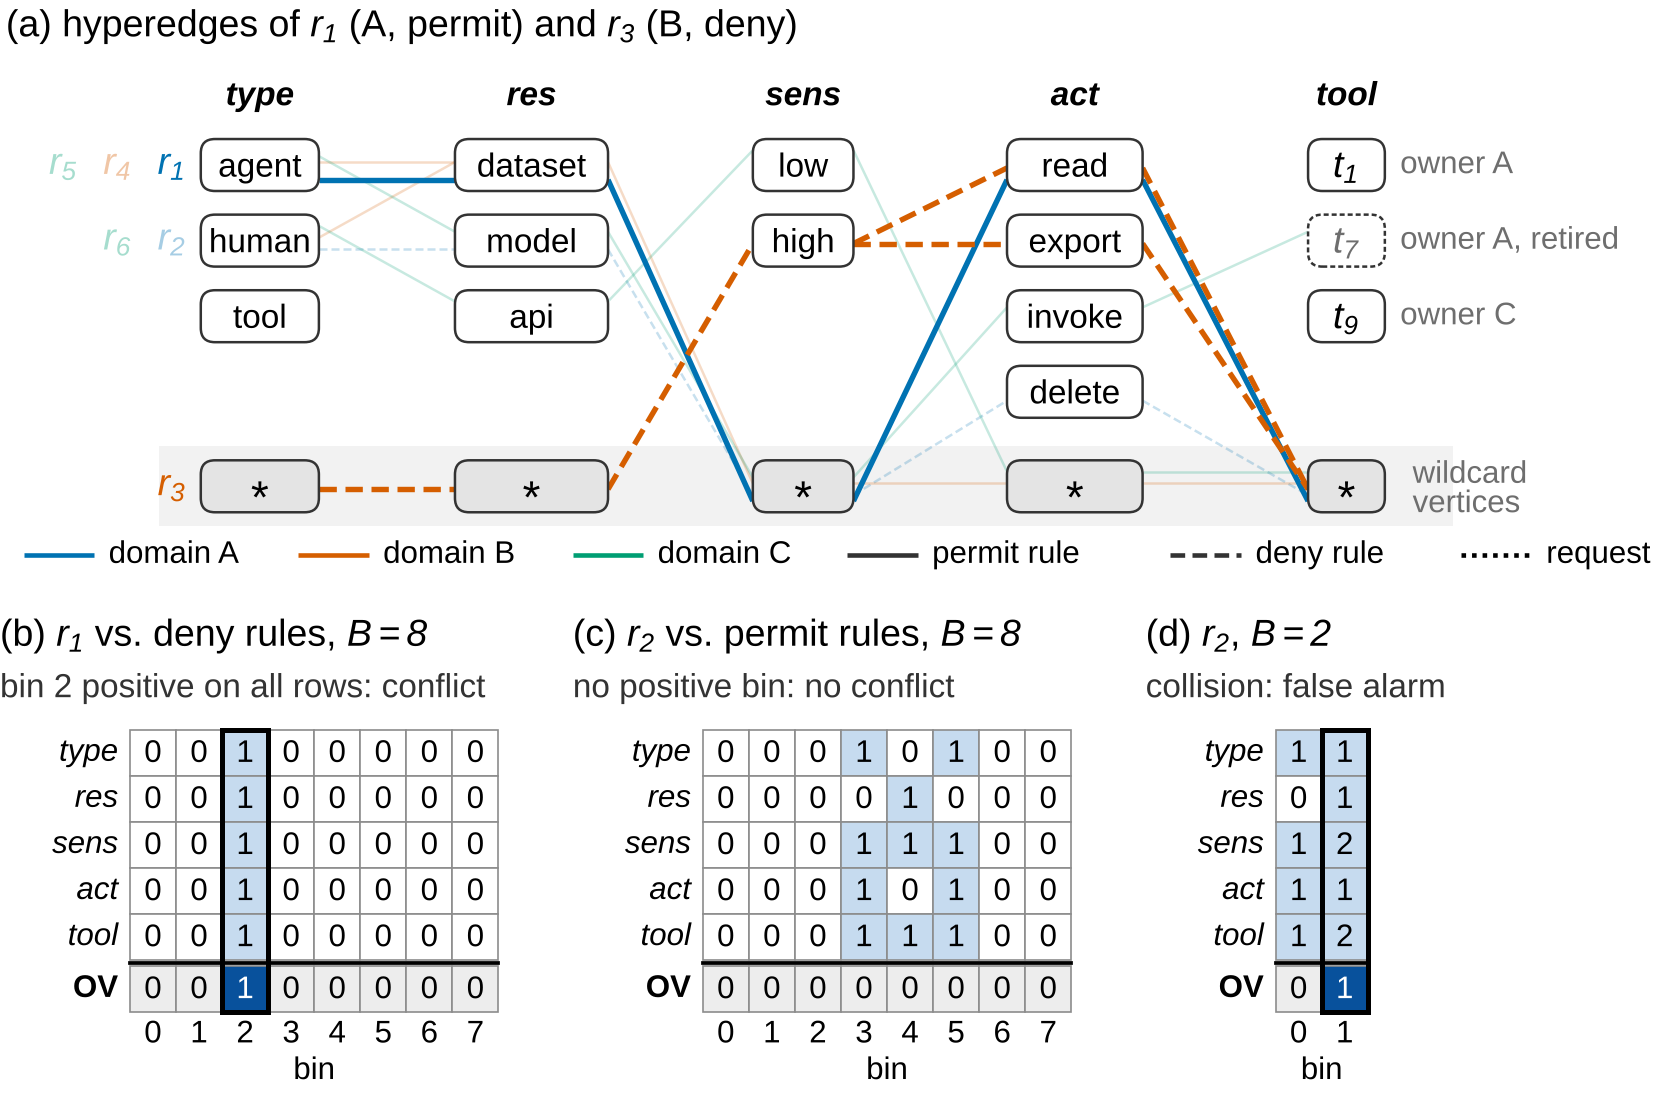 (a) hyperedges of r1 (A, permit) and r3 (B, deny)
type res sens act tool
r5 r4 r1 agent dataset low read t1 owner A
r6 r2 human model high export t7 owner A, retired
tool api invoke t9 owner C
delete
r3 * * * * * wildcard
vertices
domain A domain B domain C permit rule deny rule request
(b) r1 vs. deny rules, B = 8
bin 2 positive on all rows: conflict
type 0 0 1 0 0 0 0 0
res 0 0 1 0 0 0 0 0
sens 0 0 1 0 0 0 0 0
act 0 0 1 0 0 0 0 0
tool 0 0 1 0 0 0 0 0
OV 0 0 1 0 0 0 0 0
0 1 2 3 4 5 6 7
bin
(c) r2 vs. permit rules, B = 8
no positive bin: no conflict
type 0 0 0 1 0 1 0 0
res 0 0 0 0 1 0 0 0
sens 0 0 0 1 1 1 0 0
act 0 0 0 1 0 1 0 0
tool 0 0 0 1 1 1 0 0
OV 0 0 0 0 0 0 0 0
0 1 2 3 4 5 6 7
bin
(d) r2, B = 2
collision: false alarm
type 1 1
res 0 1
sens 1 2
act 1 1
tool 1 2
OV 0 1
0 1
bin